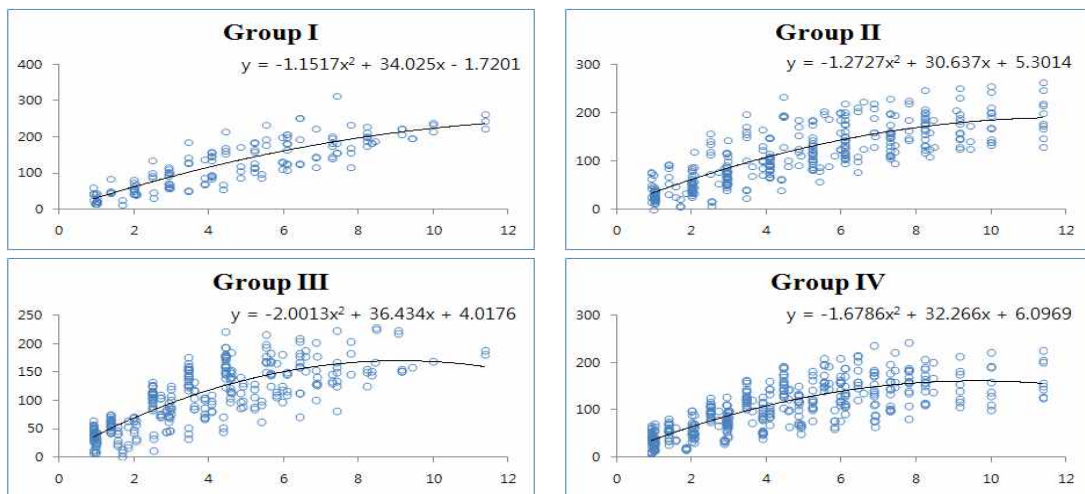 Group I
y = -1.1517x² + 34.025x - 1.7201
400
300
200
100
0
0 2 4 6 8 10 12
Group II
y = -1.2727x² + 30.637x + 5.3014
300
200
100
0
0 2 4 6 8 10 12
Group III
y = -2.0013x² + 36.434x + 4.0176
250
200
150
100
50
0
0 2 4 6 8 10 12
Group IV
y = -1.6786x² + 32.266x + 6.0969
300
200
100
0
0 2 4 6 8 10 12